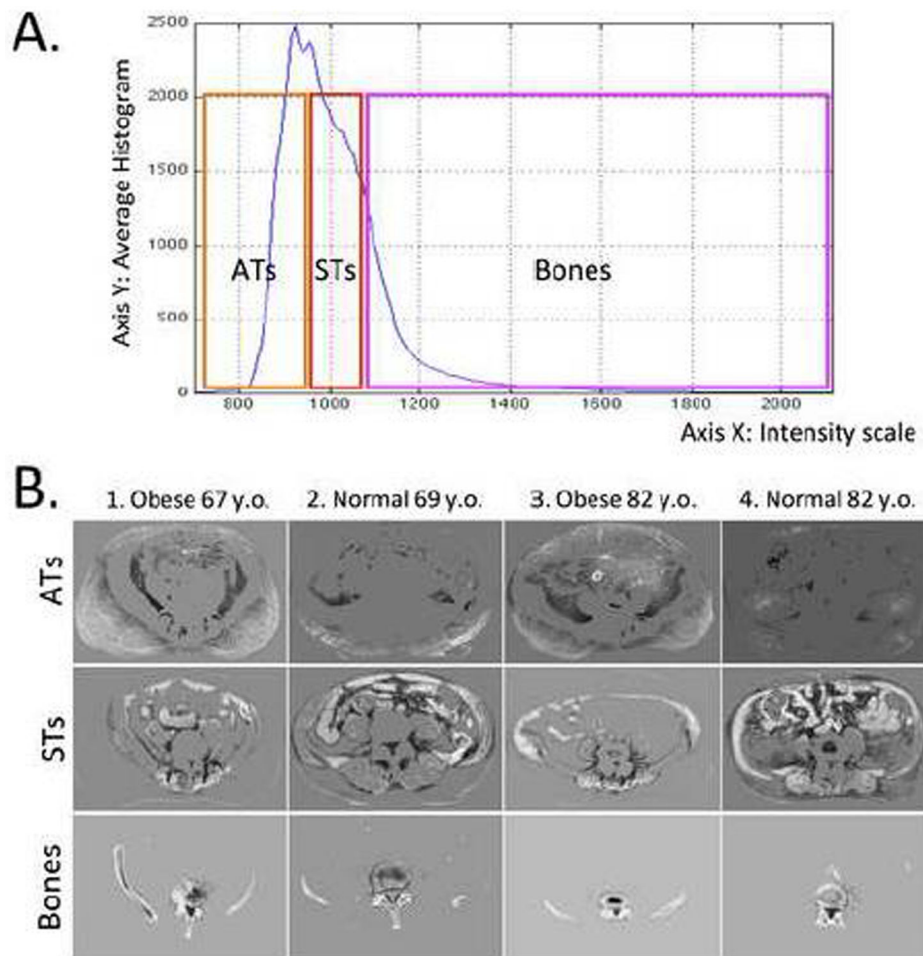 A.
Axis Y: Average Histogram
2500
2000
1500
1000
500
0
ATs STs Bones
800 1000 1200 1400 1600 1800 2000
Axis X: Intensity scale
B.
1. Obese 67 y.o. 2. Normal 69 y.o. 3. Obese 82 y.o. 4. Normal 82 y.o.
ATs
STs
Bones